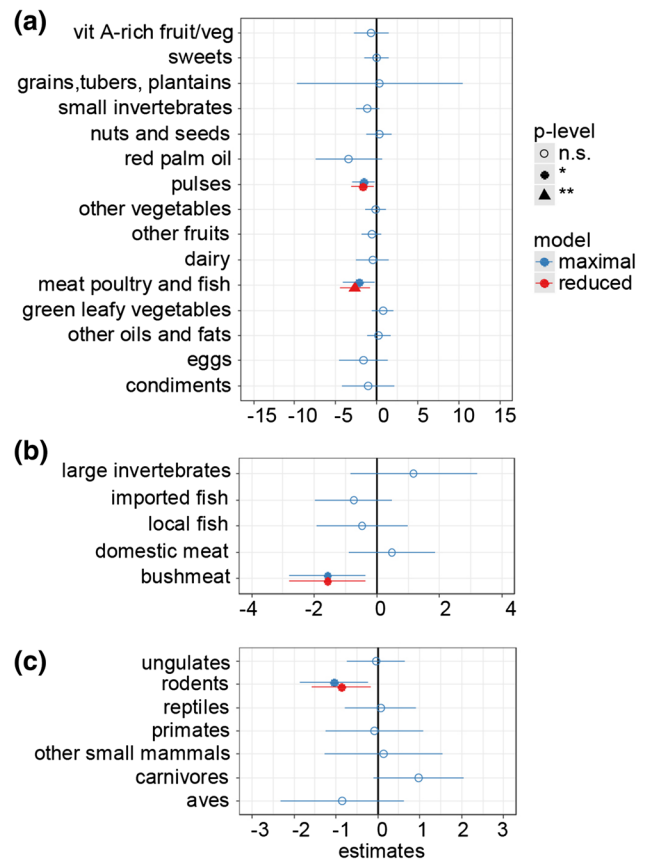 (a)
vit A-rich fruit/veg
sweets
grains,tubers, plantains
small invertebrates
nuts and seeds
red palm oil
pulses
other vegetables
other fruits
dairy
meat poultry and fish
green leafy vegetables
other oils and fats
eggs
condiments
-15 -10 -5 0 5 10 15
p-level
n.s.
*
**
model
maximal
reduced
(b)
large invertebrates
imported fish
local fish
domestic meat
bushmeat
-4 -2 0 2 4
(c)
ungulates
rodents
reptiles
primates
other small mammals
carnivores
aves
-3 -2 -1 0 1 2 3
estimates